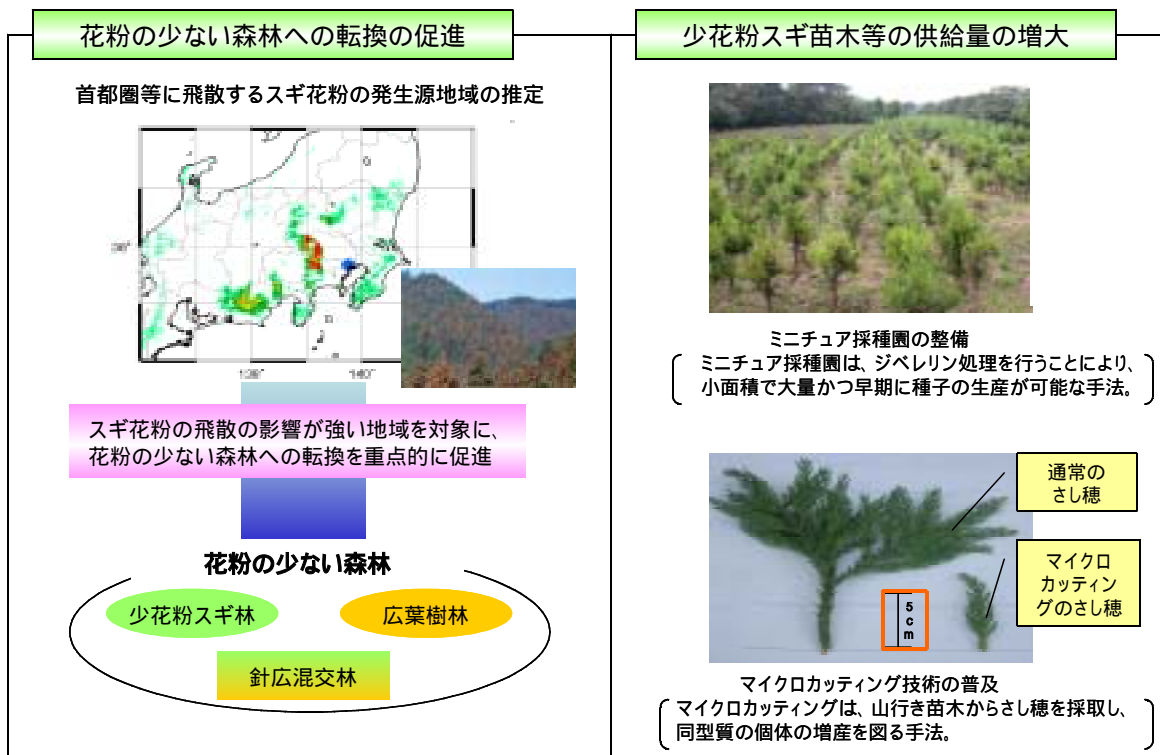 花粉の少ない森林への転換の促進
首都圏等に飛散するスギ花粉の発生源地域の推定
36°
138°
140°
スギ花粉の飛散の影響が強い地域を対象に、
花粉の少ない森林への転換を重点的に促進
花粉の少ない森林
少花粉スギ林
広葉樹林
針広混交林
少花粉スギ苗木等の供給量の増大
ミニチュア採種園の整備
ミニチュア採種園は、ジベレリン処理を行うことにより、
小面積で大量かつ早期に種子の生産が可能な手法。
通常の
さし穂
マイクロ
カッティン
グのさし穂
5cm
マイクロカッティング技術の普及
マイクロカッティングは、山行き苗木からさし穂を採取し、
同型質の個体の増産を図る手法。